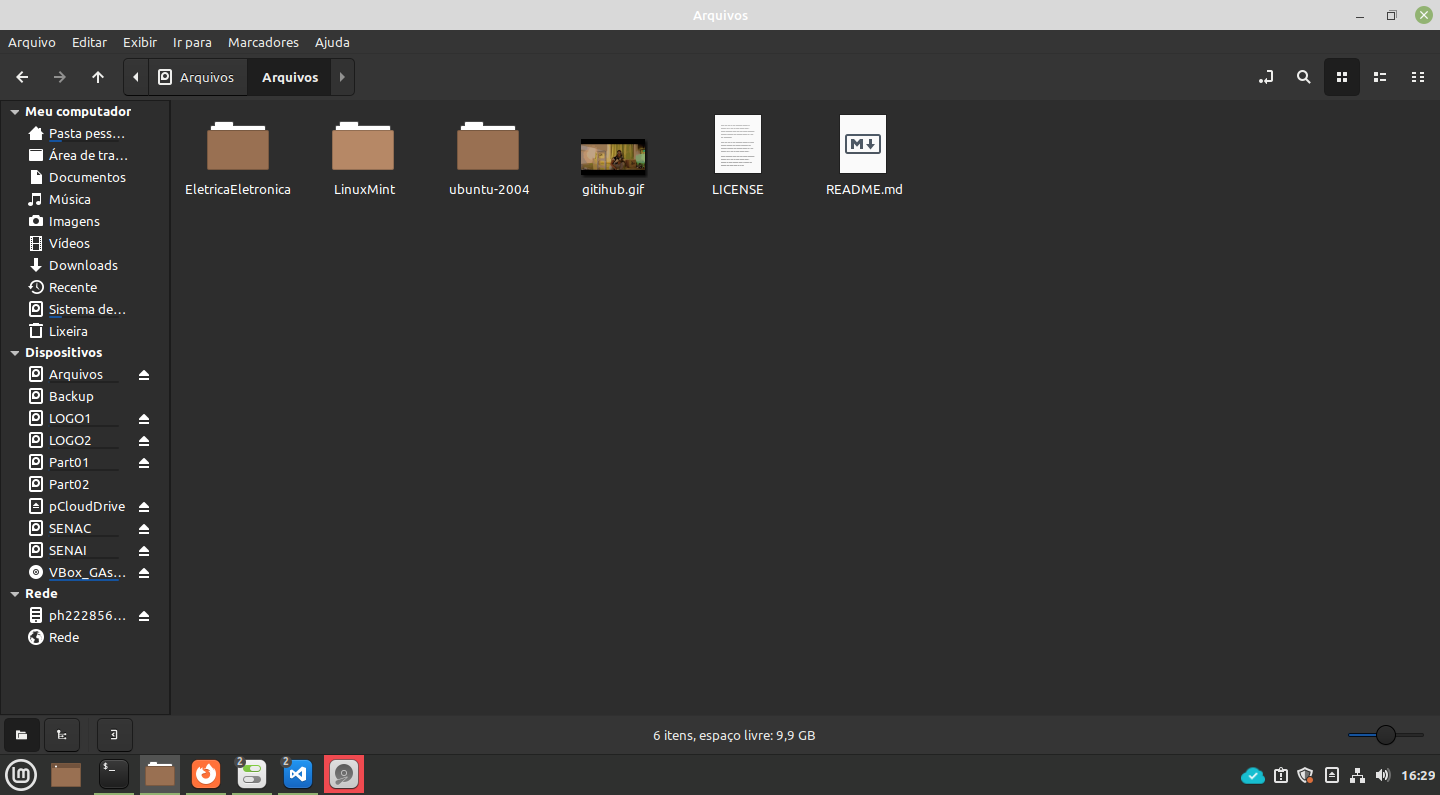 Arquivos
Arquivo Editar Exibir Ir para Marcadores Ajuda
Arquivos Arquivos
Meu computador
Pasta pess...
Área de tra...
Documentos
Música
Imagens
Vídeos
Downloads
Recente
Sistema de...
Lixeira
Dispositivos
Arquivos
Backup
LOGO1
LOGO2
Part01
Part02
pCloudDrive
SENAC
SENAI
VBox_GAs...
Rede
ph222856...
Rede
EletricaEletronica LinuxMint ubuntu-2004 gitihub.gif LICENSE README.md
6 itens, espaço livre: 9,9 GB
$_
2
2
16:29